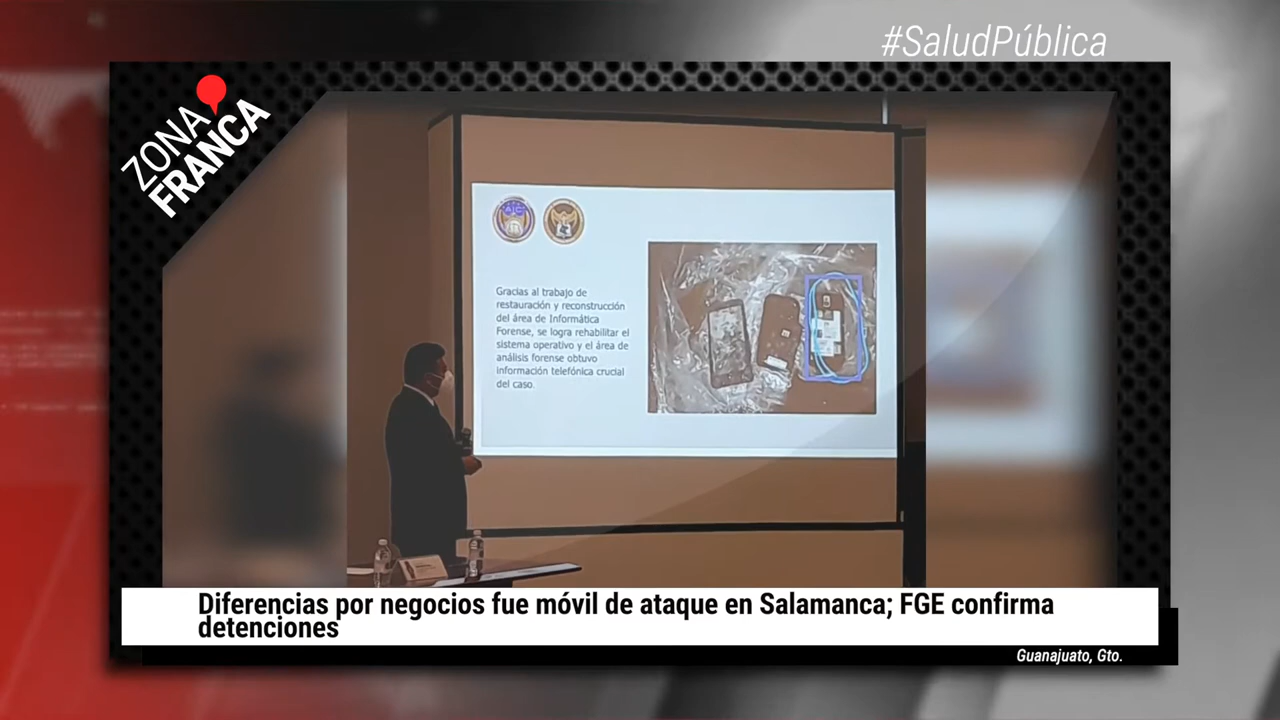 #SaludPública
ZONA
FRANCA
AIC
Gracias al trabajo de
restauración y reconstrucción
del área de Informática
Forense, se logra rehabilitar el
sistema operativo y el área de
análisis forense obtuvo
información telefónica crucial
del caso.
Diferencias por negocios fue móvil de ataque en Salamanca; FGE confirma
detenciones
Guanajuato, Gto.